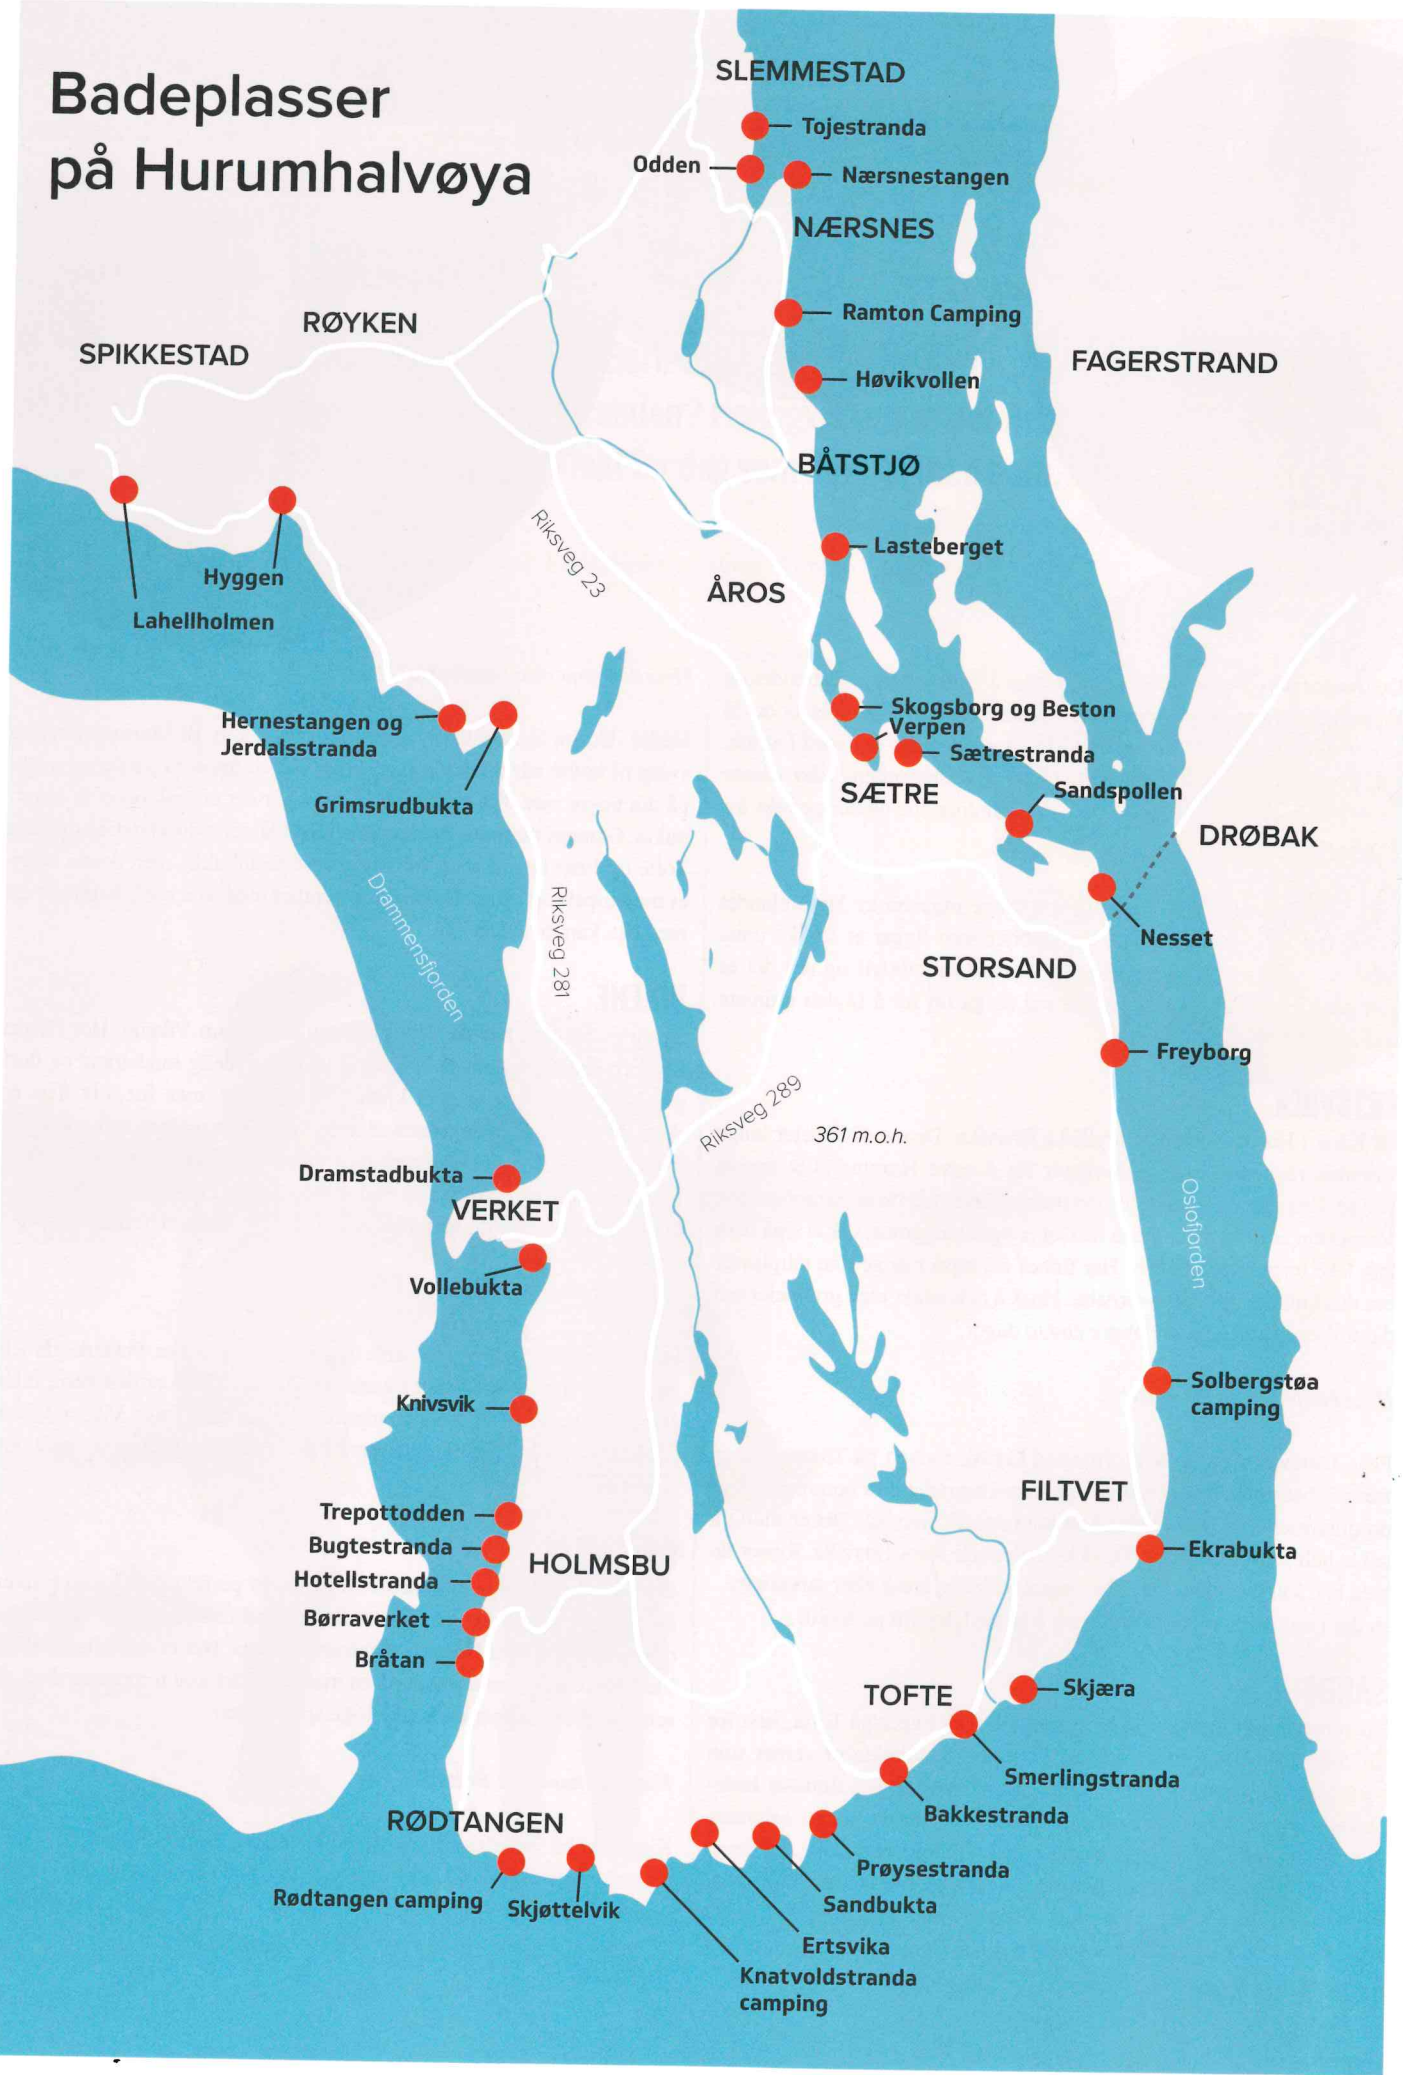 Badeplasser
på Hurumhalvøya
SLEMMESTAD
Tojestranda
Odden
Nærsnestangen
NÆRSNES
Ramton Camping
RØYKEN
SPIKKESTAD
FAGERSTRAND
Høvikvollen
BÅTSTJØ
Riksveg 23
Lasteberget
Hyggen
ÅROS
Lahellholmen
Hernestangen og
Jerdalsstranda
Skogsborg og Beston
Verpen
Sætrestranda
Grimsrudbukta
SÆTRE
Sandspollen
DRØBAK
Drammensfjorden
Riksveg 281
Nesset
STORSAND
Freyborg
Riksveg 289
361 m.o.h.
Dramstadbukta
VERKET
Oslofjorden
Vollebukta
Knivsvik
Solbergstøa
camping
FILTVET
Trepottodden
Bugtestranda
Ekrabukta
HOLMSBU
Hotellstranda
Børraverket
Bråtan
TOFTE
Skjæra
Smerlingstranda
Bakkestranda
RØDTANGEN
Prøysestranda
Rødtangen camping
Skjøttelvik
Sandbukta
Ertsvika
Knatvoldstranda
camping